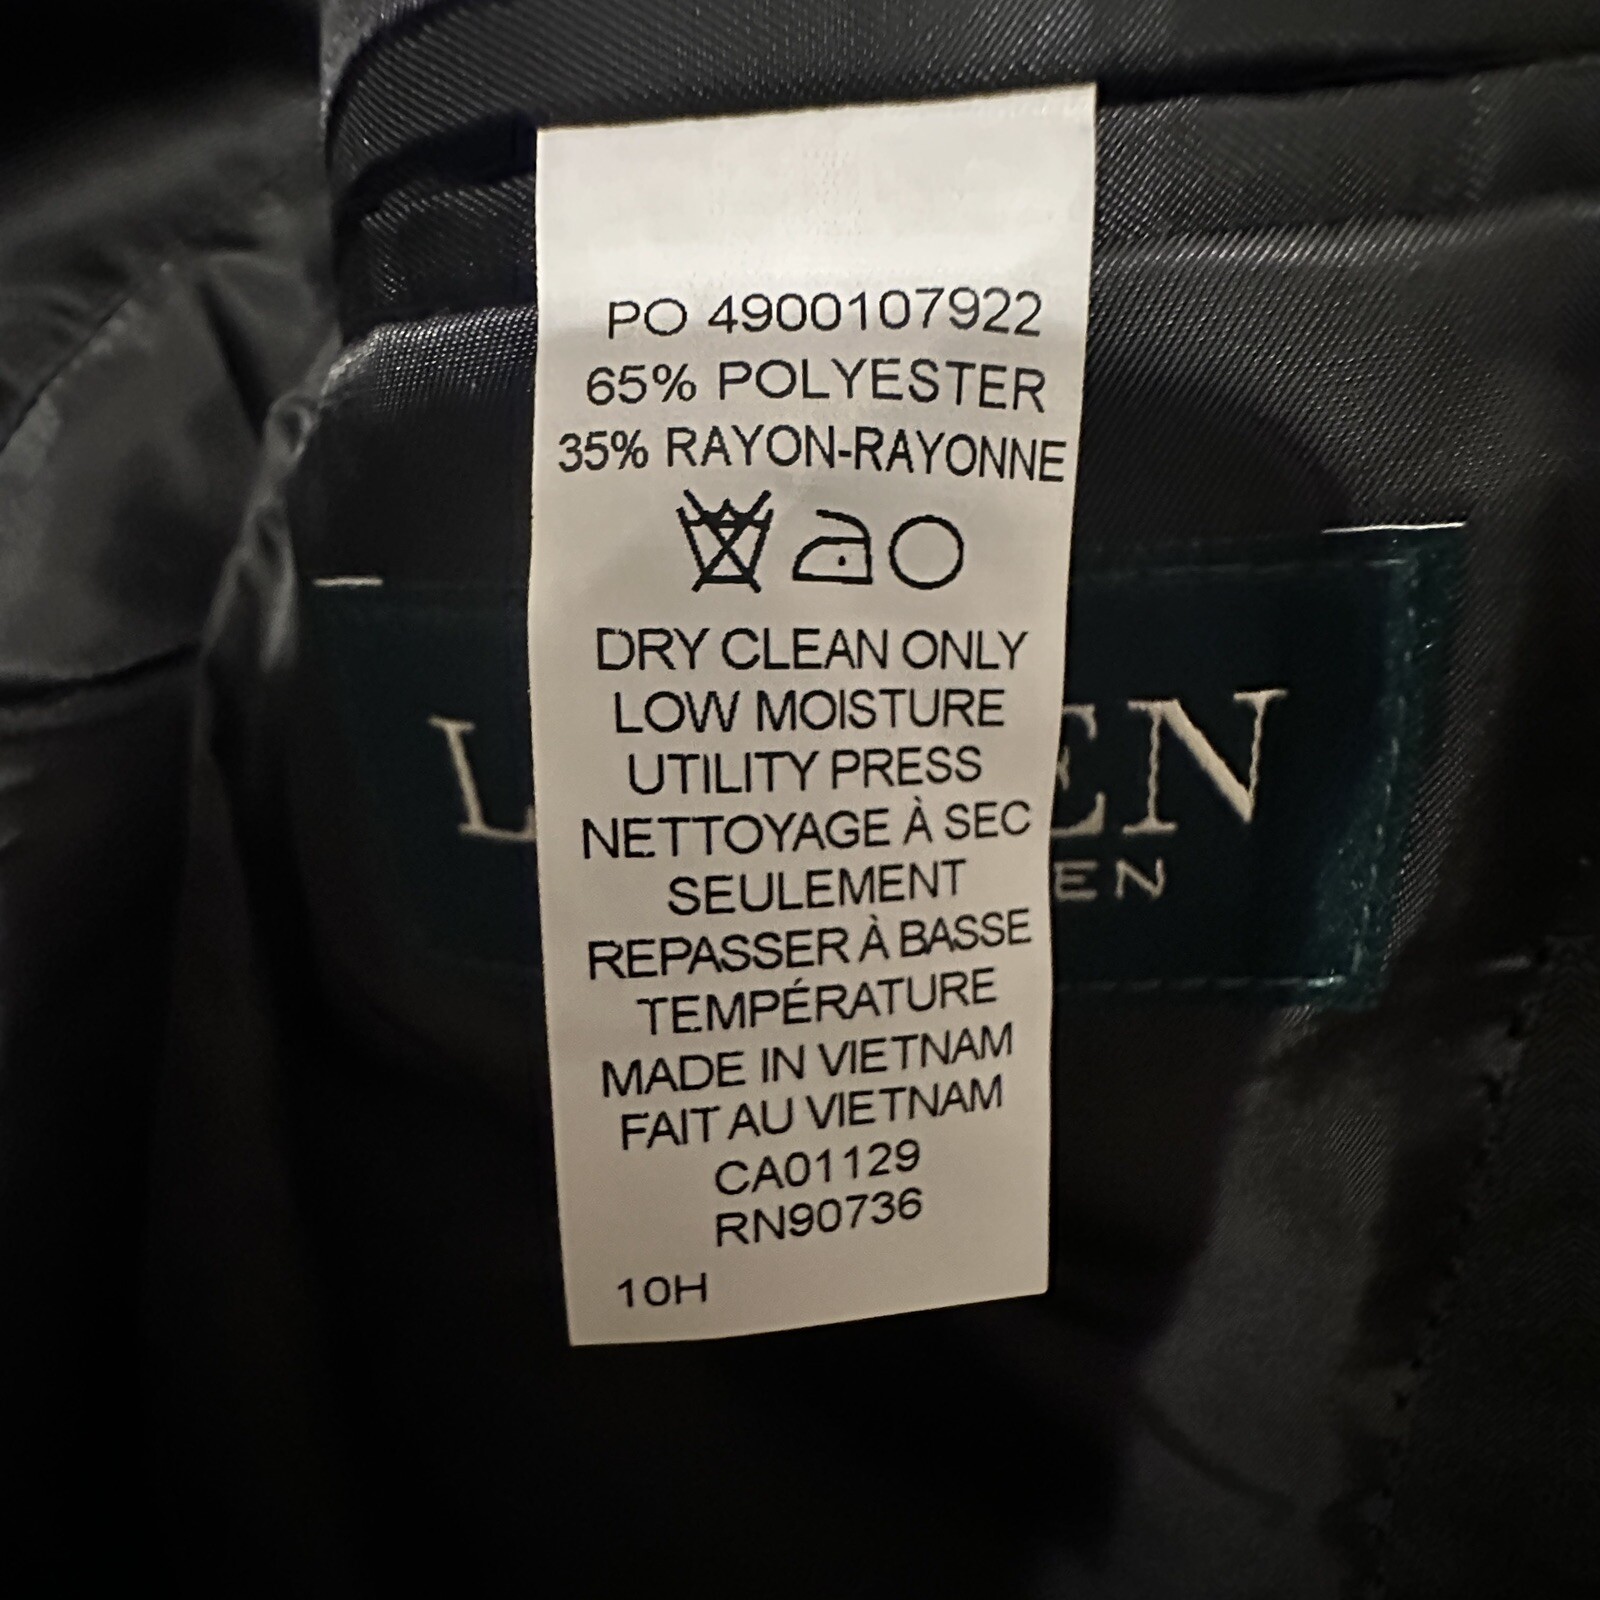 PO 4900107922
65% POLYESTER
35% RAYON-RAYONNE
DRY CLEAN ONLY
LOW MOISTURE
UTILITY PRESS
NETTOYAGE À SEC
SEULEMENT
REPASSER À BASSE
TEMPÉRATURE
MADE IN VIETNAM
FAIT AU VIETNAM
CA01129
RN90736
10H